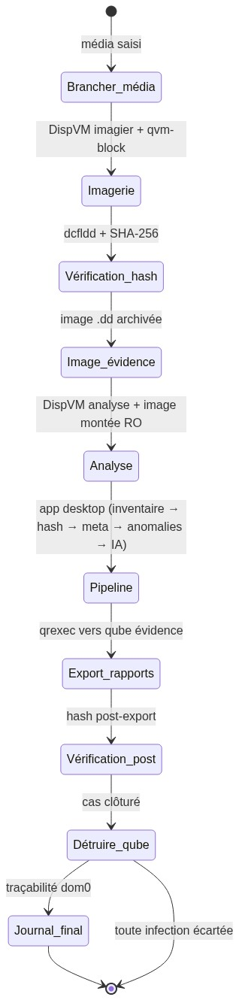 média saisi
Brancher_média
DispVM imagier + qvm-
block
Imagerie
dcfldd + SHA-256
Vérification_hash
image .dd archivée
Image_évidence
DispVM analyse + image
montée RO
Analyse
app desktop (inventaire →
hash → meta → anomalies
→ IA)
Pipeline
qrexec vers qube évidence
Export_rapports
hash post-export
Vérification_post
cas clôturé
Détruire_qube
traçabilité dom0
Journal_final
toute infection écartée